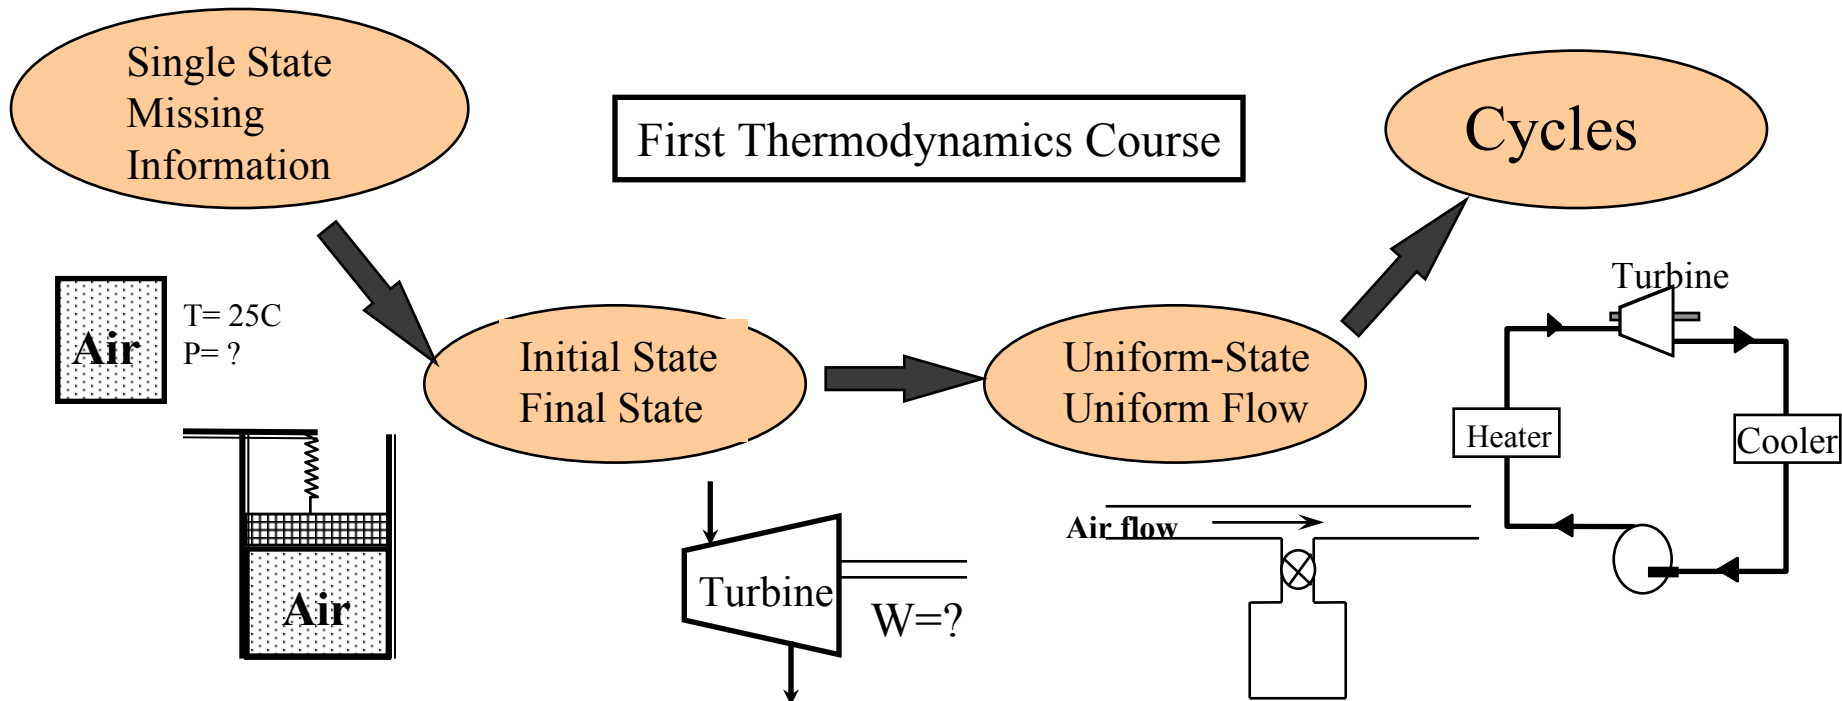 Single State
Missing
Information
First Thermodynamics Course
Cycles
Air
T= 25C
P= ?
Initial State
Final State
Uniform-State
Uniform Flow
Turbine
Heater
Cooler
Air
Turbine
W=?
Air flow